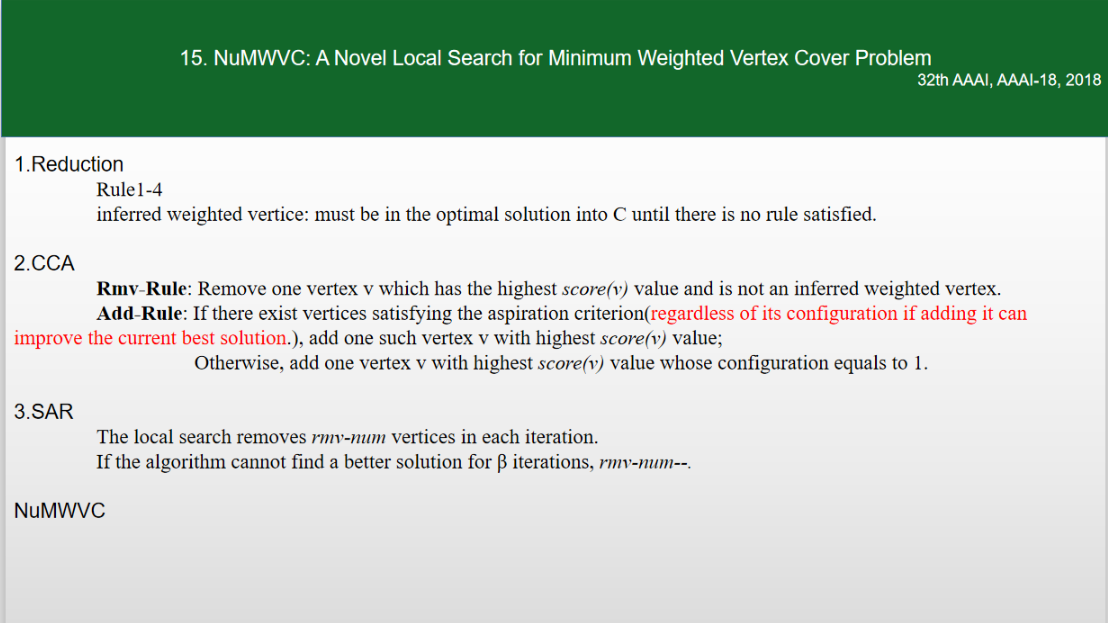 15. NuMWVC: A Novel Local Search for Minimum Weighted Vertex Cover Problem
32th AAAI, AAAI-18, 2018
1.Reduction
Rule1-4
inferred weighted vertice: must be in the optimal solution into C until there is no rule satisfied.
2.CCA
Rmv-Rule: Remove one vertex v which has the highest score(v) value and is not an inferred weighted vertex.
Add-Rule: If there exist vertices satisfying the aspiration criterion(regardless of its configuration if adding it can
improve the current best solution.), add one such vertex v with highest score(v) value;
Otherwise, add one vertex v with highest score(v) value whose configuration equals to 1.
3.SAR
The local search removes rmv-num vertices in each iteration.
If the algorithm cannot find a better solution for β iterations, rmv-num--.
NuMWVC